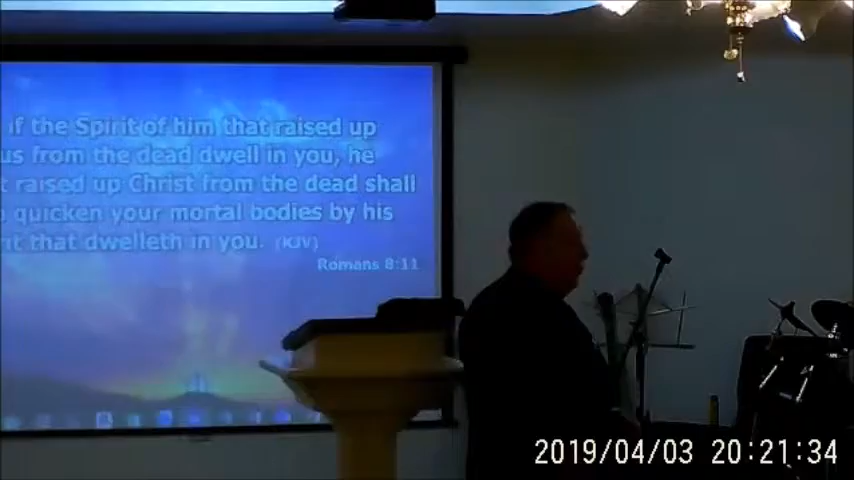 if the Spirit of him that raised up
us from the dead dwell in you, he
t raised up Christ from the dead shall
o quicken your mortal bodies by his
rit that dwelleth in you. (KJV)
Romans 8:11
2019/04/03 20:21:34